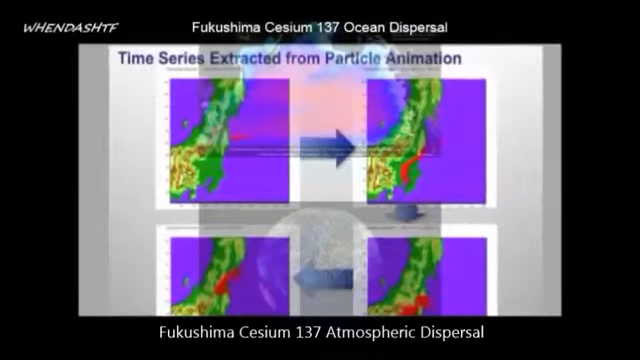 WHENDASHTF
Fukushima Cesium 137 Ocean Dispersal
Time Series Extracted from Particle Animation
Fukushima Cesium 137 Atmospheric Dispersal